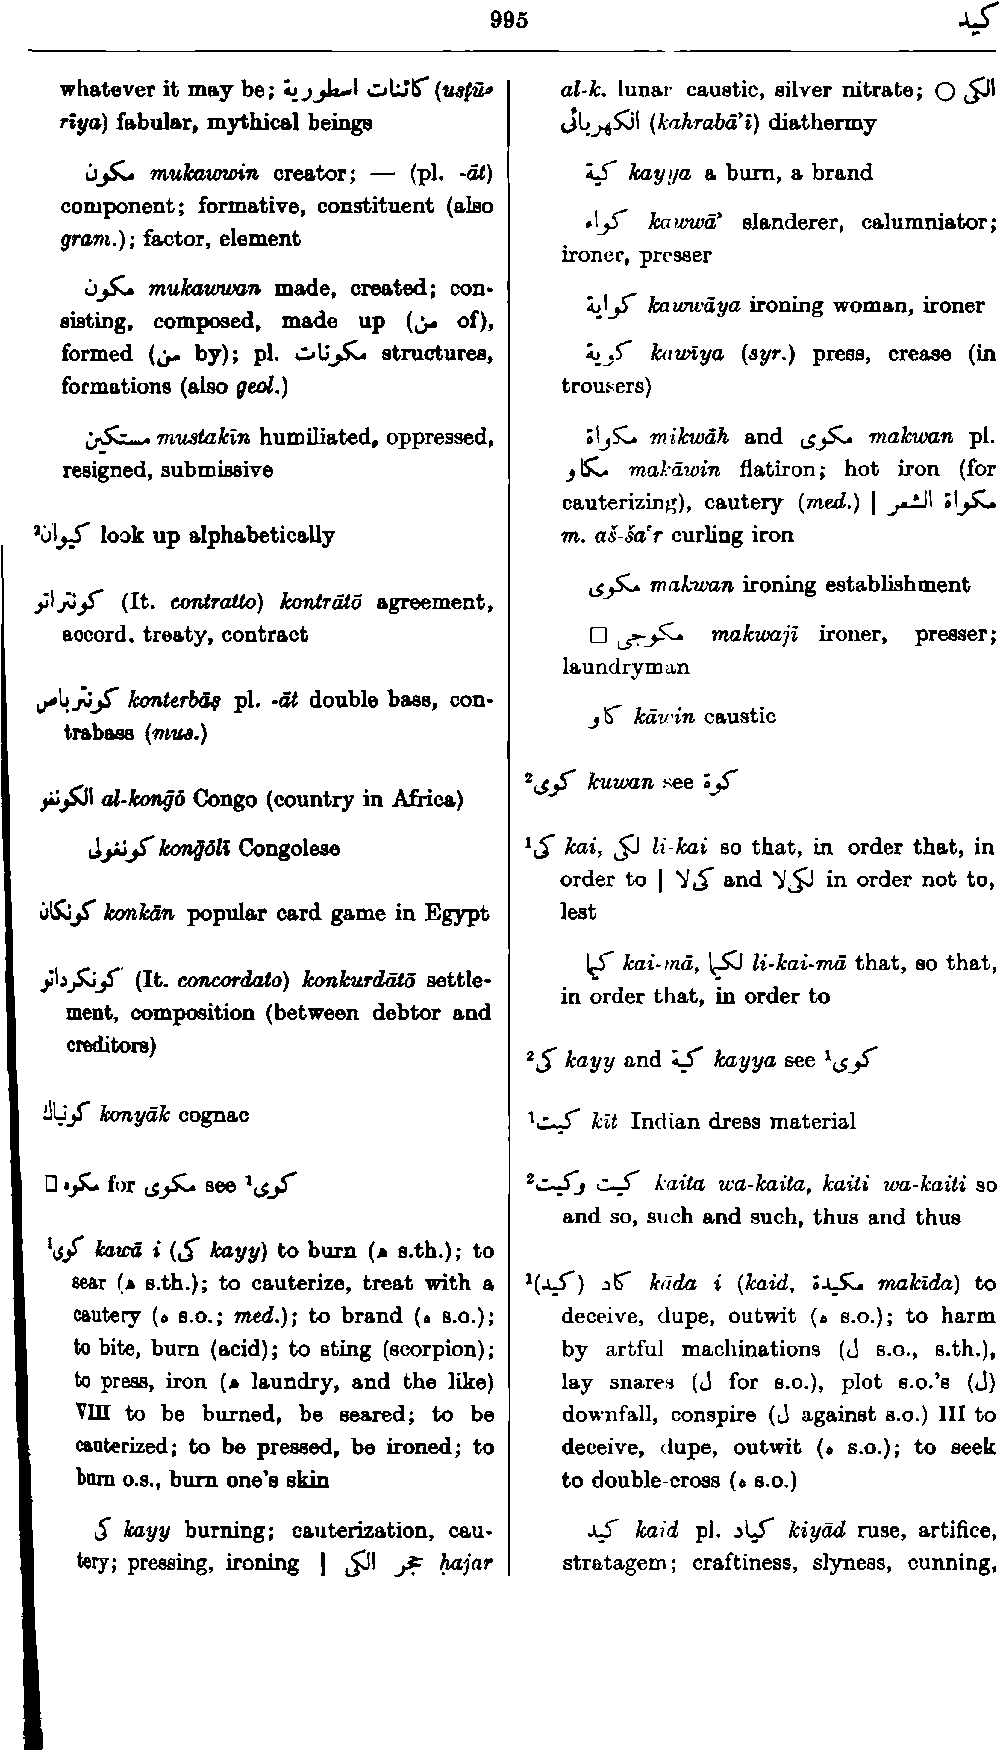 995 كيد
whatever it may be; كائنات اسطورية (usṭū-
rīya) fabular, mythical beings
مكون mukawwin creator; — (pl. -āt)
component; formative, constituent (also
gram.); factor, element
مكون mukawwan made, created; con-
sisting, composed, made up (من of),
formed (من by); pl. مكونات structures,
formations (also geol.)
مستكين mustakīn humiliated, oppressed,
resigned, submissive
²كيوان look up alphabetically
كونتراتو (It. contratto) kontrātō agreement,
accord, treaty, contract
كونترباص konterbāṣ pl. -āt double bass, con-
trabass (mus.)
الكونغو al-kongō Congo (country in Africa)
كونغولى kongōlī Congolese
كونكان konkān popular card game in Egypt
كونكرداتو (It. concordato) konkurdātō settle-
ment, composition (between debtor and
creditors)
كونياك konyāk cognac
□ مكوه for مكوى see ¹كوى
¹كوى kawā i (كى kayy) to burn (ه s.th.); to
sear (ه s.th.); to cauterize, treat with a
cautery (ه s.o.; med.); to brand (ه s.o.);
to bite, burn (acid); to sting (scorpion);
to press, iron (ه laundry, and the like)
VIII to be burned, be seared; to be
cauterized; to be pressed, be ironed; to
burn o.s., burn one's skin
كى kayy burning; cauterization, cau-
tery; pressing, ironing | حجر الكى ḥajar
al-k. lunar caustic, silver nitrate; ○ الكى
الكهربائى (kahrabā'ī) diathermy
كية kayya a burn, a brand
كواء kawwā' slanderer, calumniator;
ironer, presser
كواية kawwāya ironing woman, ironer
كوية kawīya (syr.) press, crease (in
trousers)
مكواة mikwāh and مكوى makwan pl.
مكاو makāwin flatiron; hot iron (for
cauterizing), cautery (med.) | مكواة الشعر
m. aš-ša‘r curling iron
مكوى makwan ironing establishment
□ مكوجى makwajī ironer, presser;
laundryman
كاو kāwin caustic
²كوى kuwan see كوة
¹كى kai, لكى li-kai so that, in order that, in
order to | كى لا and لكى لا in order not to,
lest
كيما kai-mā, لكيما li-kai-mā that, so that,
in order that, in order to
²كى kayy and كية kayya see ¹كوى
¹كيت kīt Indian dress material
²كيت وكيت kaita wa-kaita, kaiti wa-kaiti so
and so, such and such, thus and thus
¹(كيد) كاد kāda i (kaid, مكيدة makīda) to
deceive, dupe, outwit (ه s.o.); to harm
by artful machinations (ل s.o., s.th.),
lay snares (ل for s.o.), plot s.o.'s (ل)
downfall, conspire (ل against s.o.) III to
deceive, dupe, outwit (ه s.o.); to seek
to double-cross (ه s.o.)
كيد kaid pl. كياد kiyād ruse, artifice,
stratagem; craftiness, slyness, cunning,